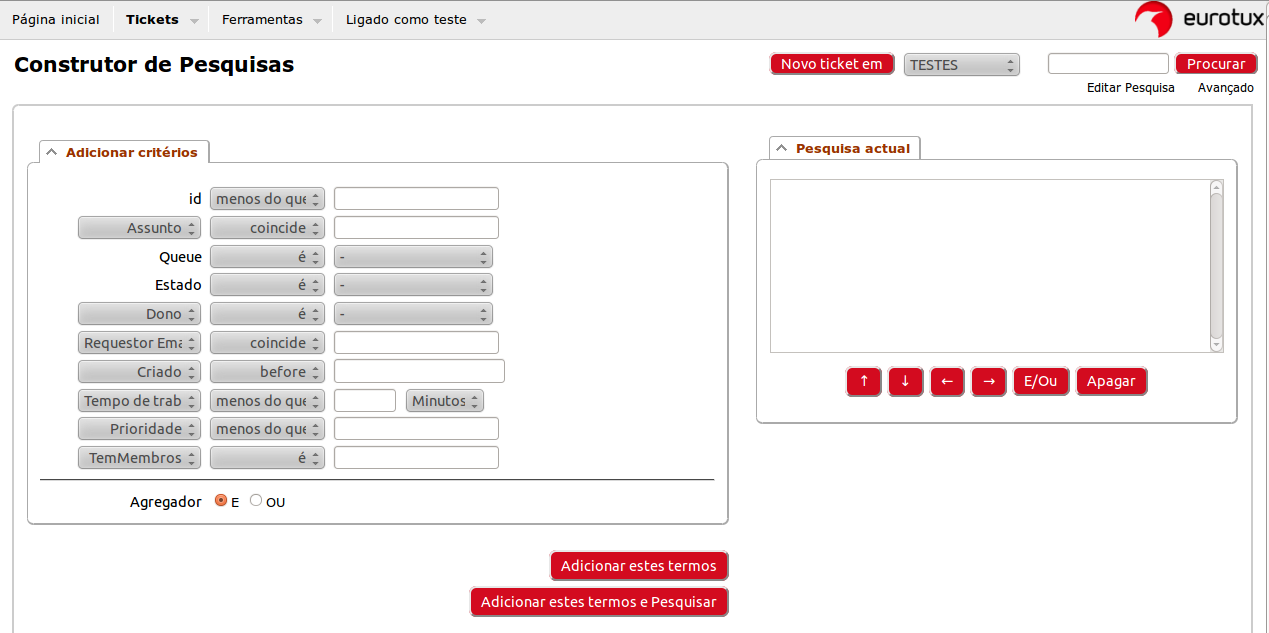 Página inicial Tickets Ferramentas Ligado como teste eurotux
Construtor de Pesquisas Novo ticket em TESTES Procurar
Editar Pesquisa Avançado
Adicionar critérios
id menos do que
Assunto coincide
Queue é -
Estado é -
Dono é -
Requestor Ema coincide
Criado before
Tempo de trab menos do que Minutos
Prioridade menos do que
TemMembros é
Agregador E OU
Adicionar estes termos
Adicionar estes termos e Pesquisar
Pesquisa actual
↑ ↓ ← → E/Ou Apagar